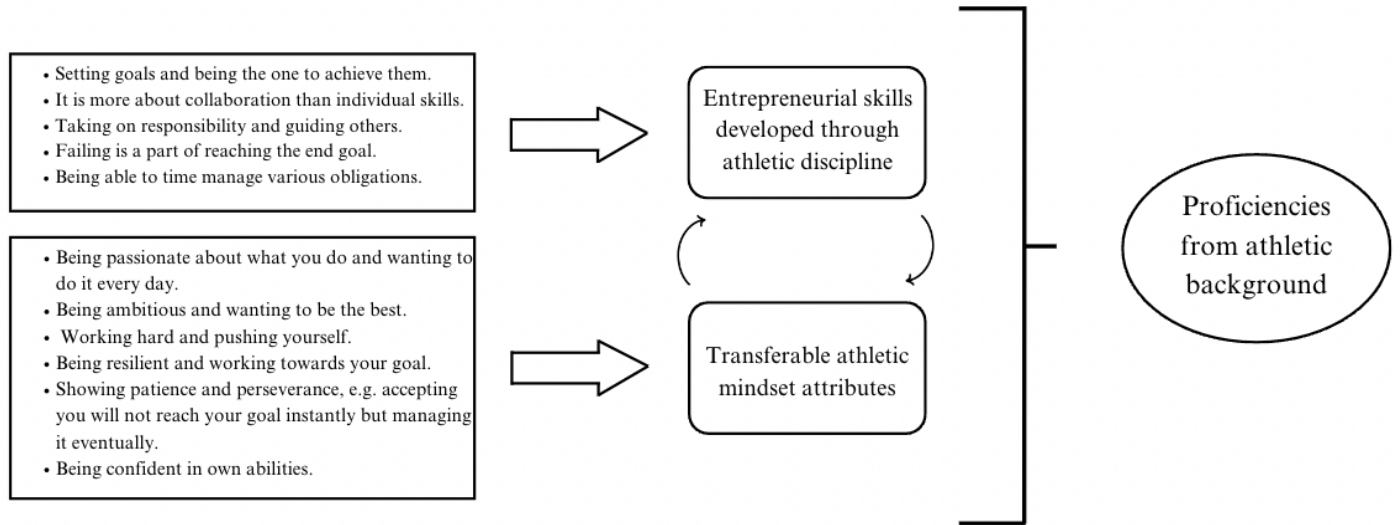 • Setting goals and being the one to achieve them.
• It is more about collaboration than individual skills.
• Taking on responsibility and guiding others.
• Failing is a part of reaching the end goal.
• Being able to time manage various obligations.
• Being passionate about what you do and wanting to
do it every day.
• Being ambitious and wanting to be the best.
• Working hard and pushing yourself.
• Being resilient and working towards your goal.
• Showing patience and perseverance, e.g. accepting
you will not reach your goal instantly but managing
it eventually.
• Being confident in own abilities.
Entrepreneurial skills
developed through
athletic discipline
Transferable athletic
mindset attributes
Proficiencies
from athletic
background